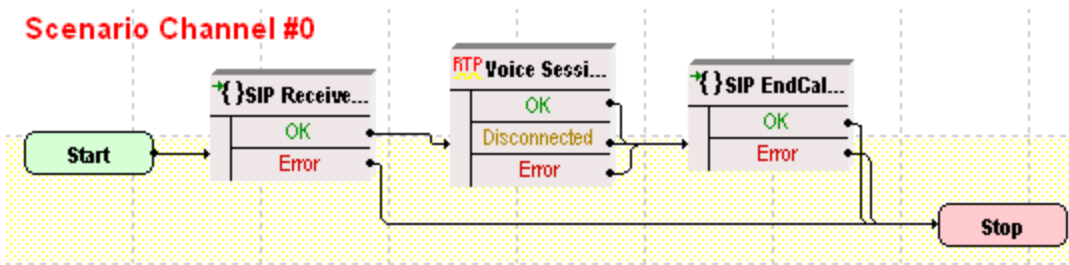 Scenario Channel #0
Start
{ }SIP Receive...
OK
Error
RTP Voice Sessi...
OK
Disconnected
Error
{ }SIP EndCal...
OK
Error
Stop